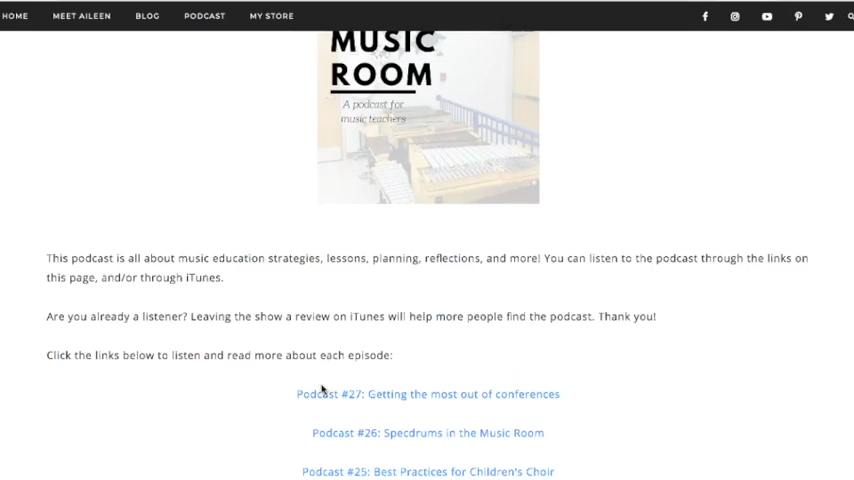 HOME MEET AILEEN BLOG PODCAST MY STORE
MUSIC
ROOM
A podcast for
music teachers
This podcast is all about music education strategies, lessons, planning, reflections, and more! You can listen to the podcast through the links on
this page, and/or through iTunes.
Are you already a listener? Leaving the show a review on iTunes will help more people find the podcast. Thank you!
Click the links below to listen and read more about each episode:
Podcast #27: Getting the most out of conferences
Podcast #26: Specdrums in the Music Room
Podcast #25: Best Practices for Children's Choir